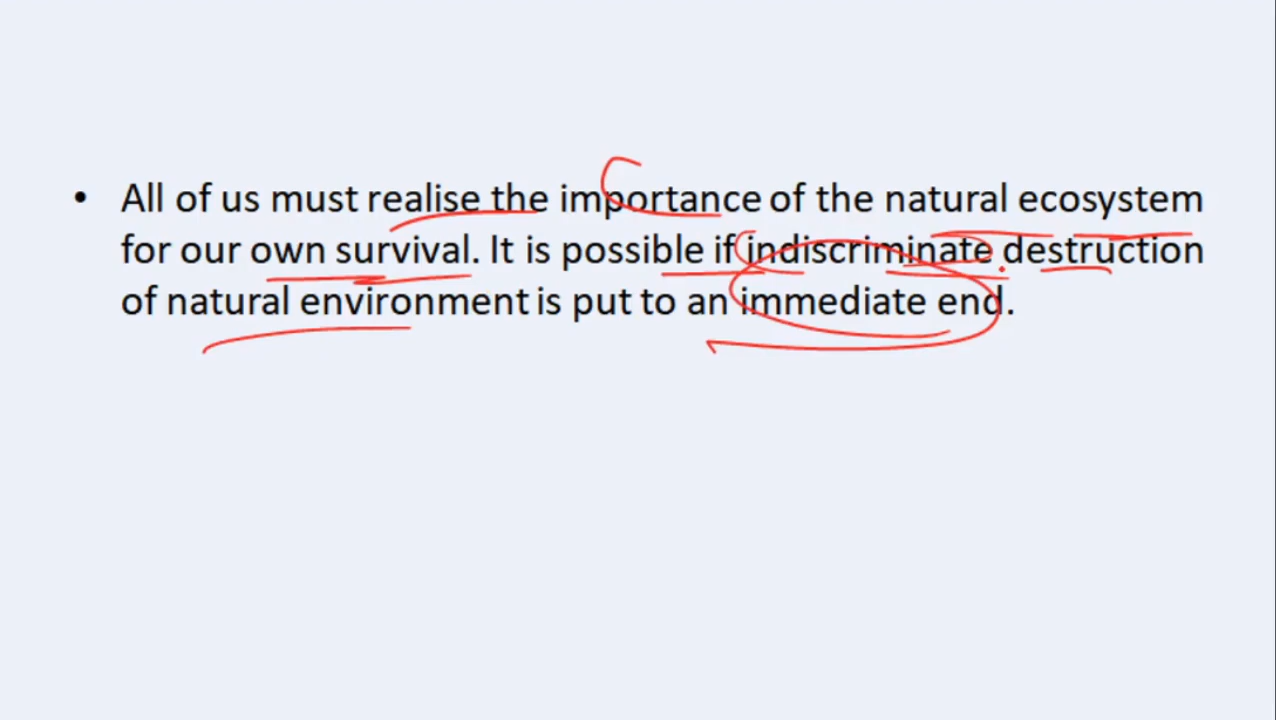 • All of us must realise the importance of the natural ecosystem
for our own survival. It is possible if indiscriminate destruction
of natural environment is put to an immediate end.